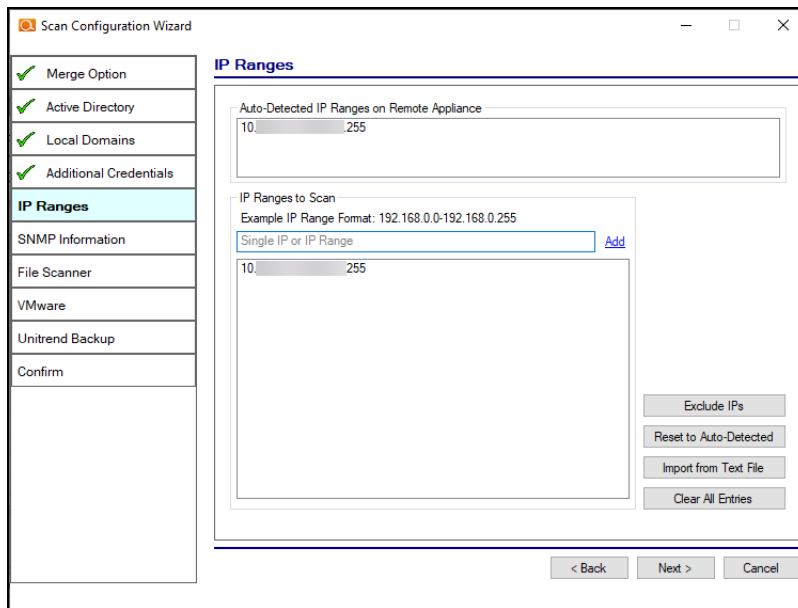 Scan Configuration Wizard
Merge Option
Active Directory
Local Domains
Additional Credentials
IP Ranges
SNMP Information
File Scanner
VMware
Unitrend Backup
Confirm
IP Ranges
Auto-Detected IP Ranges on Remote Appliance
10. .255
IP Ranges to Scan
Example IP Range Format: 192.168.0.0-192.168.0.255
Single IP or IP Range
Add
10. 255
Exclude IPs
Reset to Auto-Detected
Import from Text File
Clear All Entries
< Back
Next >
Cancel